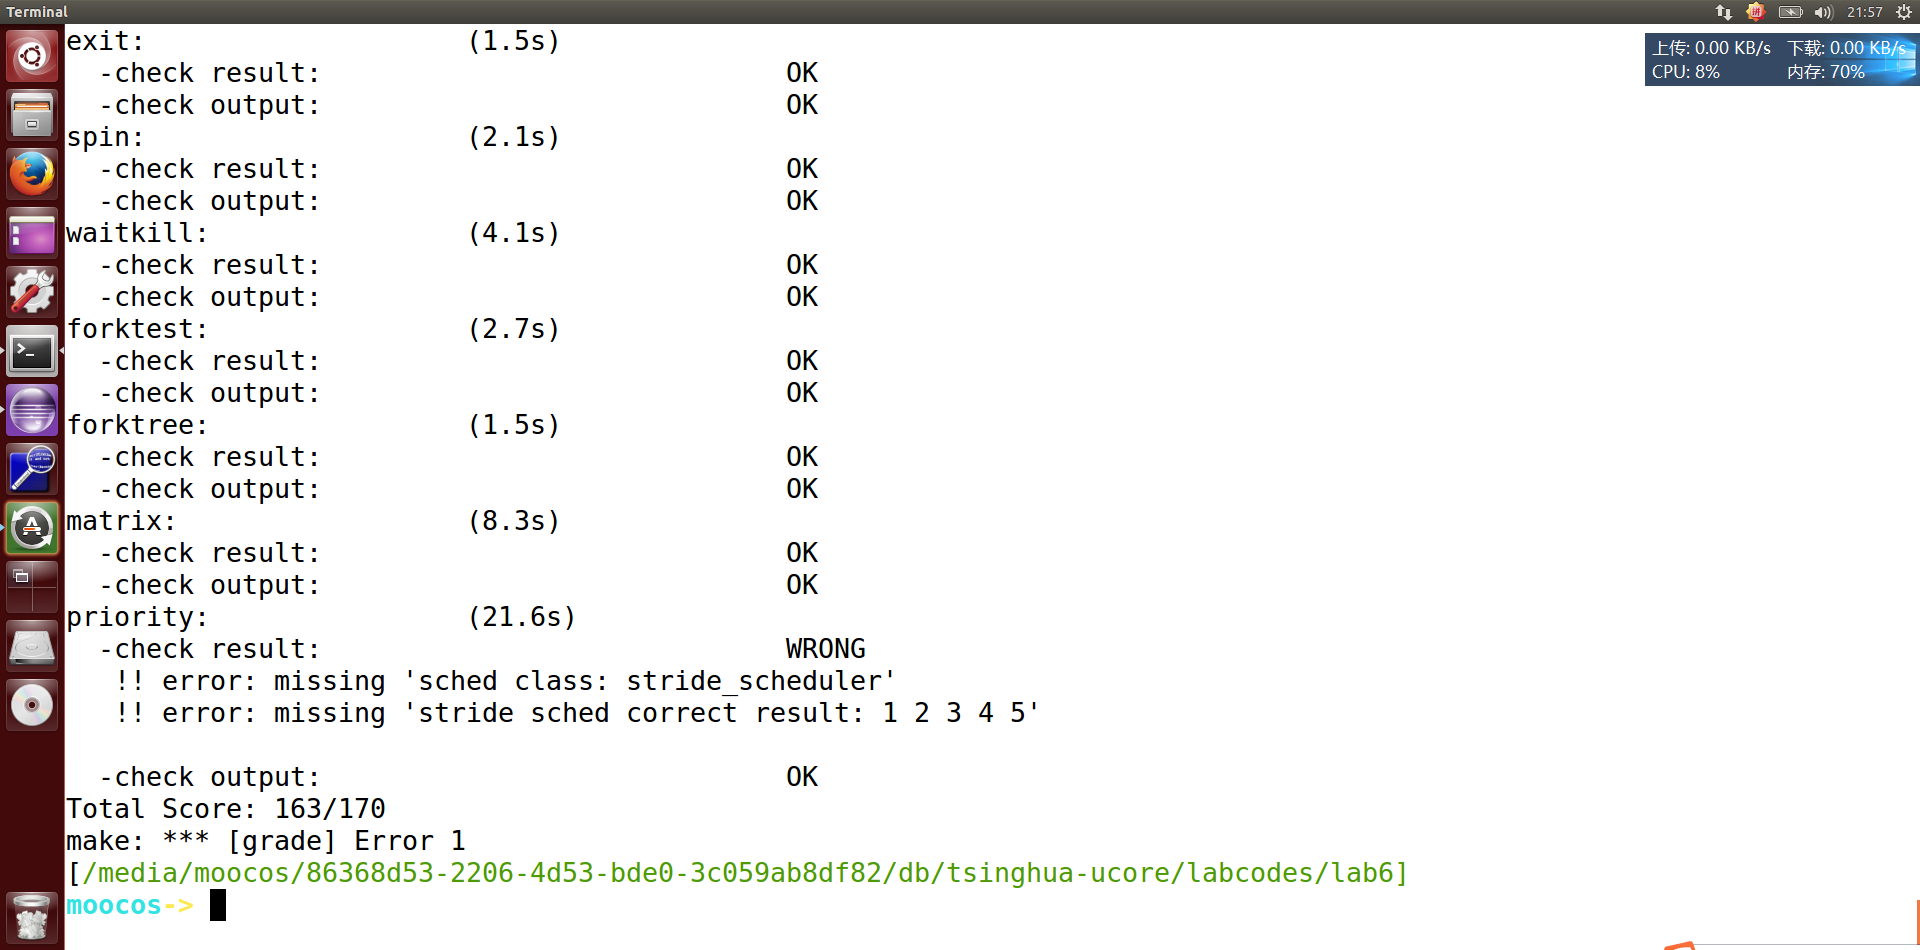 Terminal
21:57
上传: 0.00 KB/s 下载: 0.00 KB/s
CPU: 8% 内存: 70%
exit: (1.5s)
-check result: OK
-check output: OK
spin: (2.1s)
-check result: OK
-check output: OK
waitkill: (4.1s)
-check result: OK
-check output: OK
forktest: (2.7s)
-check result: OK
-check output: OK
forktree: (1.5s)
-check result: OK
-check output: OK
matrix: (8.3s)
-check result: OK
-check output: OK
priority: (21.6s)
-check result: WRONG
!! error: missing 'sched class: stride_scheduler'
!! error: missing 'stride sched correct result: 1 2 3 4 5'
-check output: OK
Total Score: 163/170
make: *** [grade] Error 1
[/media/moocos/86368d53-2206-4d53-bde0-3c059ab8df82/db/tsinghua-ucore/labcodes/lab6]
moocos->